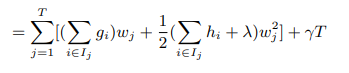 = \sum_{j=1}^{T} [(\sum_{i \in I_j} g_i) w_j + \frac{1}{2} (\sum_{i \in I_j} h_i + \lambda) w_j^2] + \gamma T